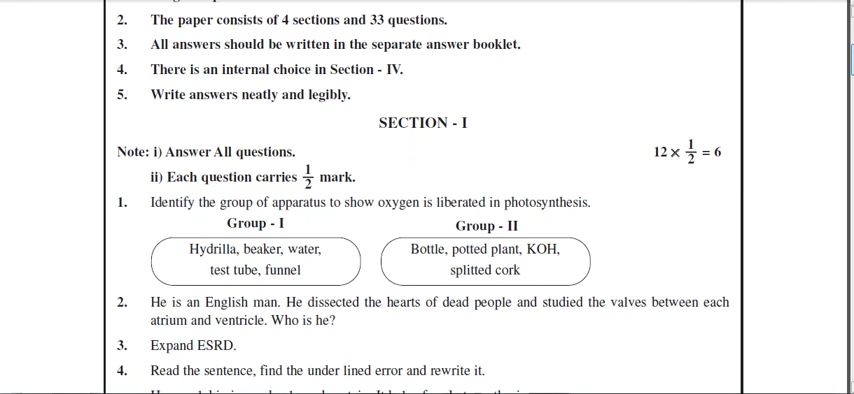 2. The paper consists of 4 sections and 33 questions.
3. All answers should be written in the separate answer booklet.
4. There is an internal choice in Section - IV.
5. Write answers neatly and legibly.
SECTION - I
Note: i) Answer All questions. 12 × 1/2 = 6
ii) Each question carries 1/2 mark.
1. Identify the group of apparatus to show oxygen is liberated in photosynthesis.
Group - I Group - II
Hydrilla, beaker, water, Bottle, potted plant, KOH,
test tube, funnel splitted cork
2. He is an English man. He dissected the hearts of dead people and studied the valves between each
atrium and ventricle. Who is he?
3. Expand ESRD.
4. Read the sentence, find the under lined error and rewrite it.